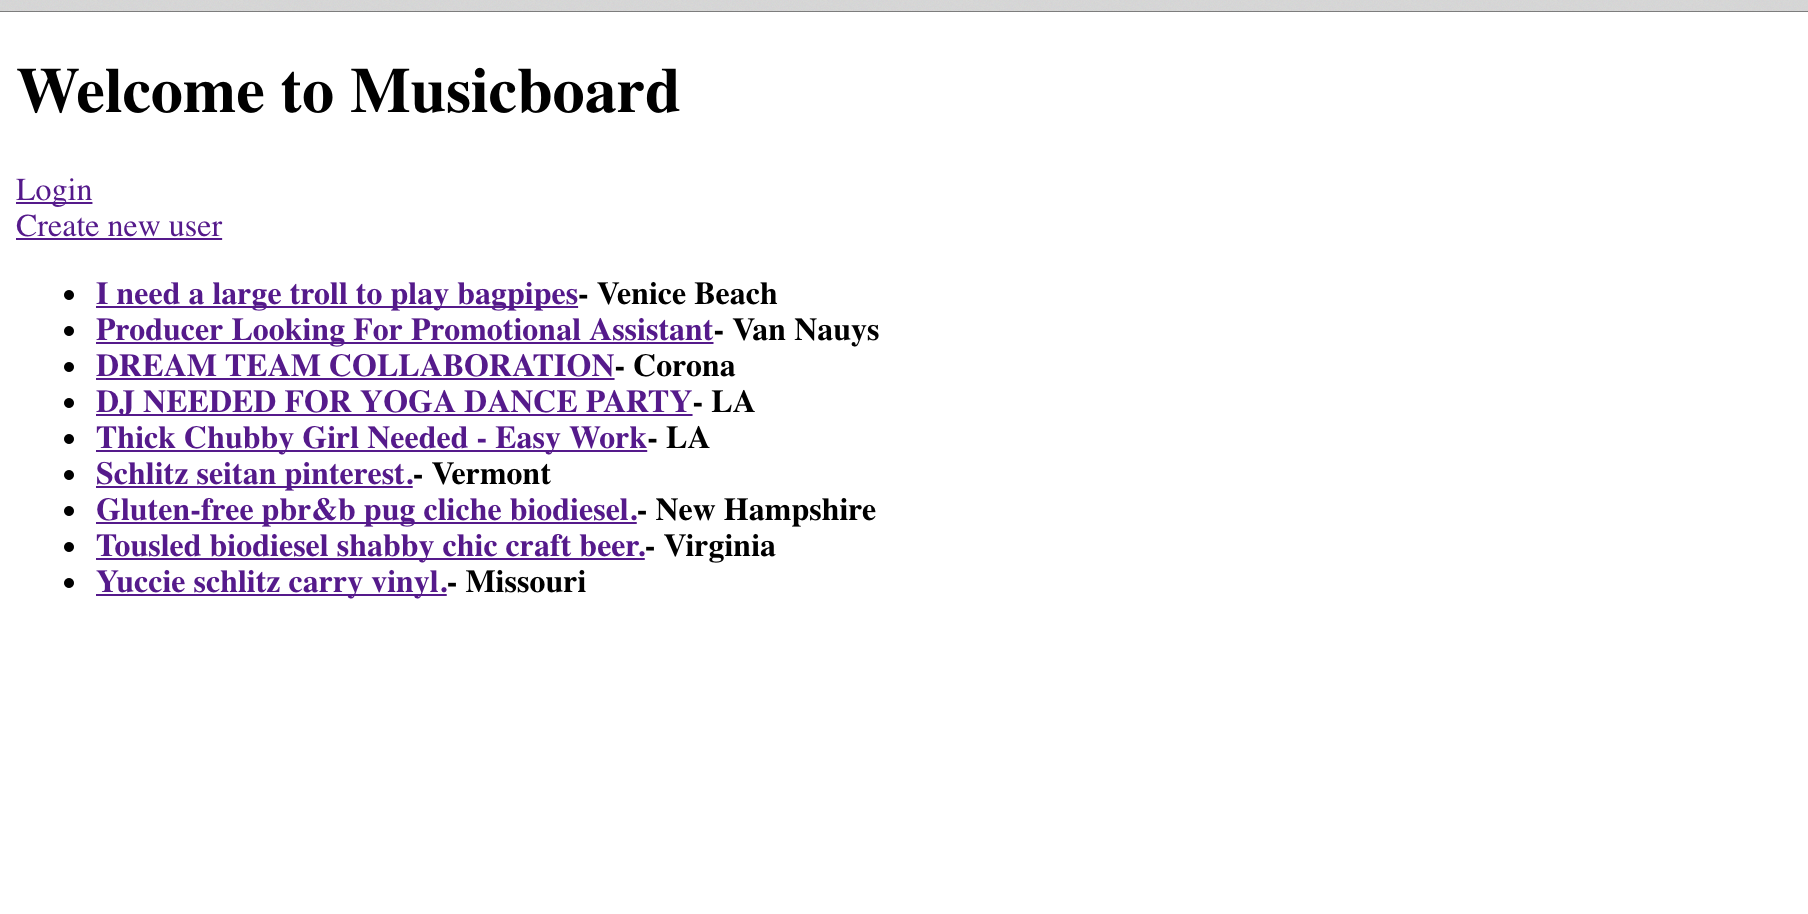 Welcome to Musicboard
Login
Create new user
I need a large troll to play bagpipes- Venice Beach
Producer Looking For Promotional Assistant- Van Nauys
DREAM TEAM COLLABORATION- Corona
DJ NEEDED FOR YOGA DANCE PARTY- LA
Thick Chubby Girl Needed - Easy Work- LA
Schlitz seitan pinterest.- Vermont
Gluten-free pbr&b pug cliche biodiesel.- New Hampshire
Tousled biodiesel shabby chic craft beer.- Virginia
Yuccie schlitz carry vinyl.- Missouri